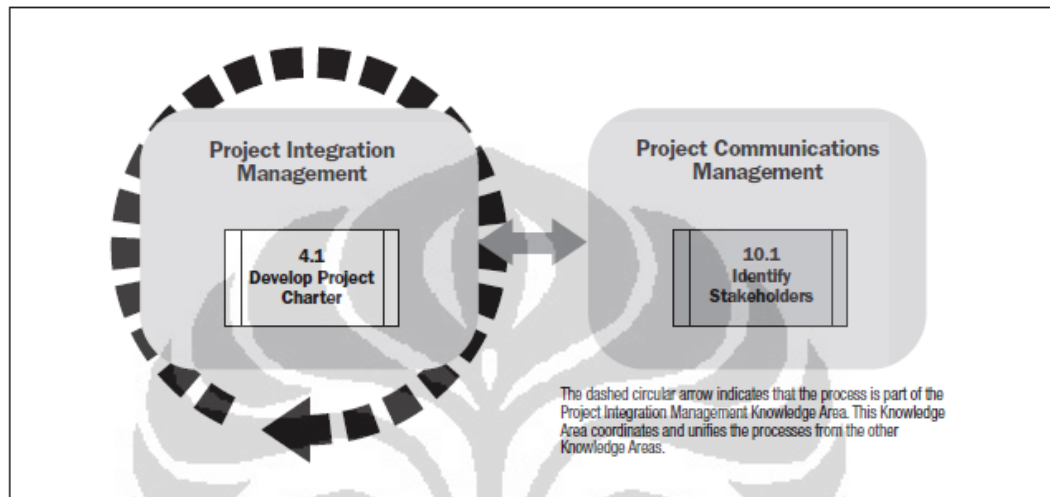 Project Integration
Management
4.1
Develop Project
Charter
Project Communications
Management
10.1
Identify
Stakeholders
The dashed circular arrow indicates that the process is part of the
Project Integration Management Knowledge Area. This Knowledge
Area coordinates and unifies the processes from the other
Knowledge Areas.